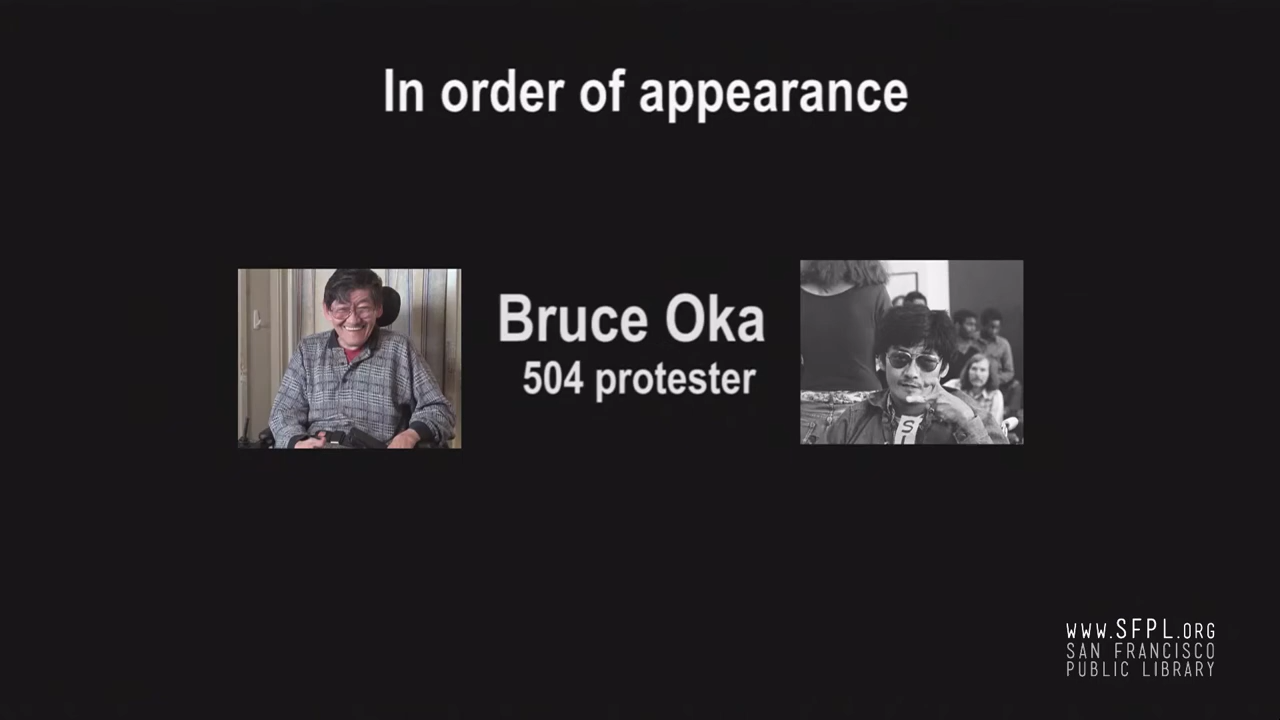 In order of appearance
Bruce Oka
504 protester
S
WWW.SFPL.ORG
SAN FRANCISCO
PUBLIC LIBRARY